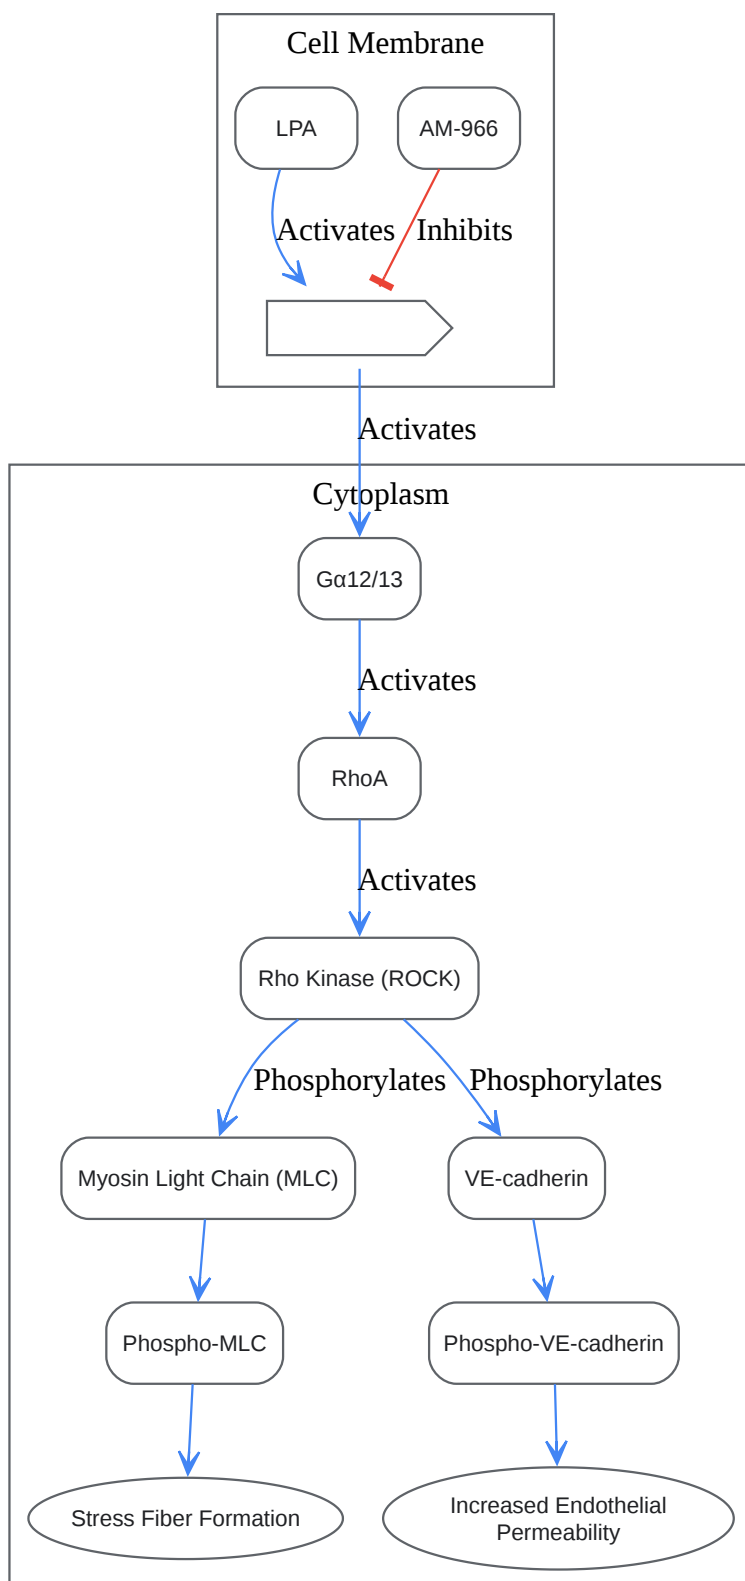 Cell Membrane
LPA
AM-966
Activates
Inhibits
Activates
Cytoplasm
Gα12/13
Activates
RhoA
Activates
Rho Kinase (ROCK)
Phosphorylates
Phosphorylates
Myosin Light Chain (MLC)
VE-cadherin
Phospho-MLC
Phospho-VE-cadherin
Stress Fiber Formation
Increased Endothelial
Permeability